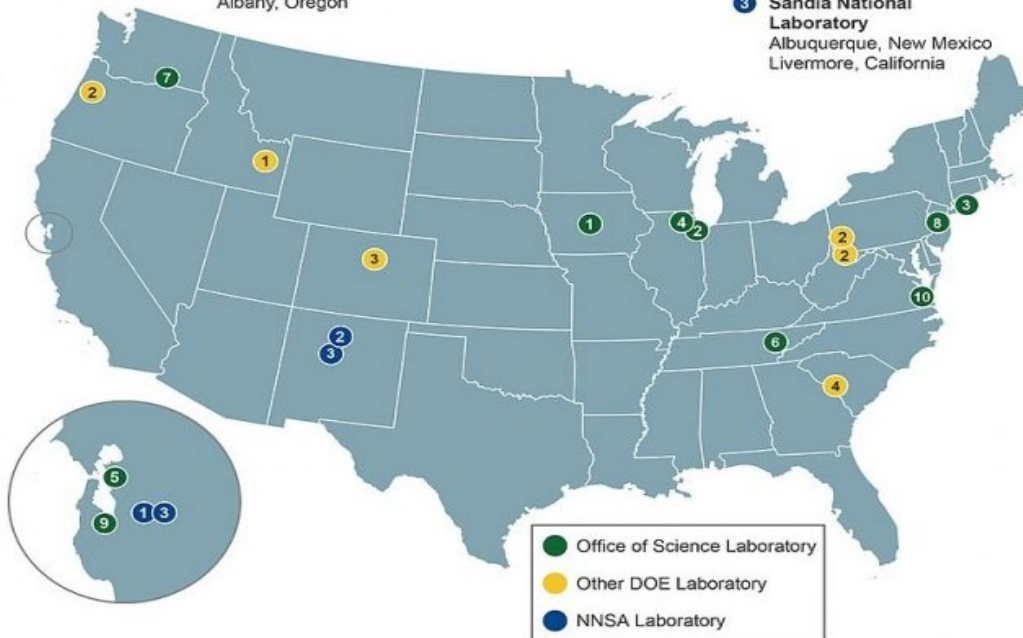 Albany, Oregon
3 Sandia National
Laboratory
Albuquerque, New Mexico
Livermore, California
7
2
1
3
2
3
1
4
2
2
2
3
8
10
6
4
5
9
1
3
Office of Science Laboratory
Other DOE Laboratory
NNSA Laboratory